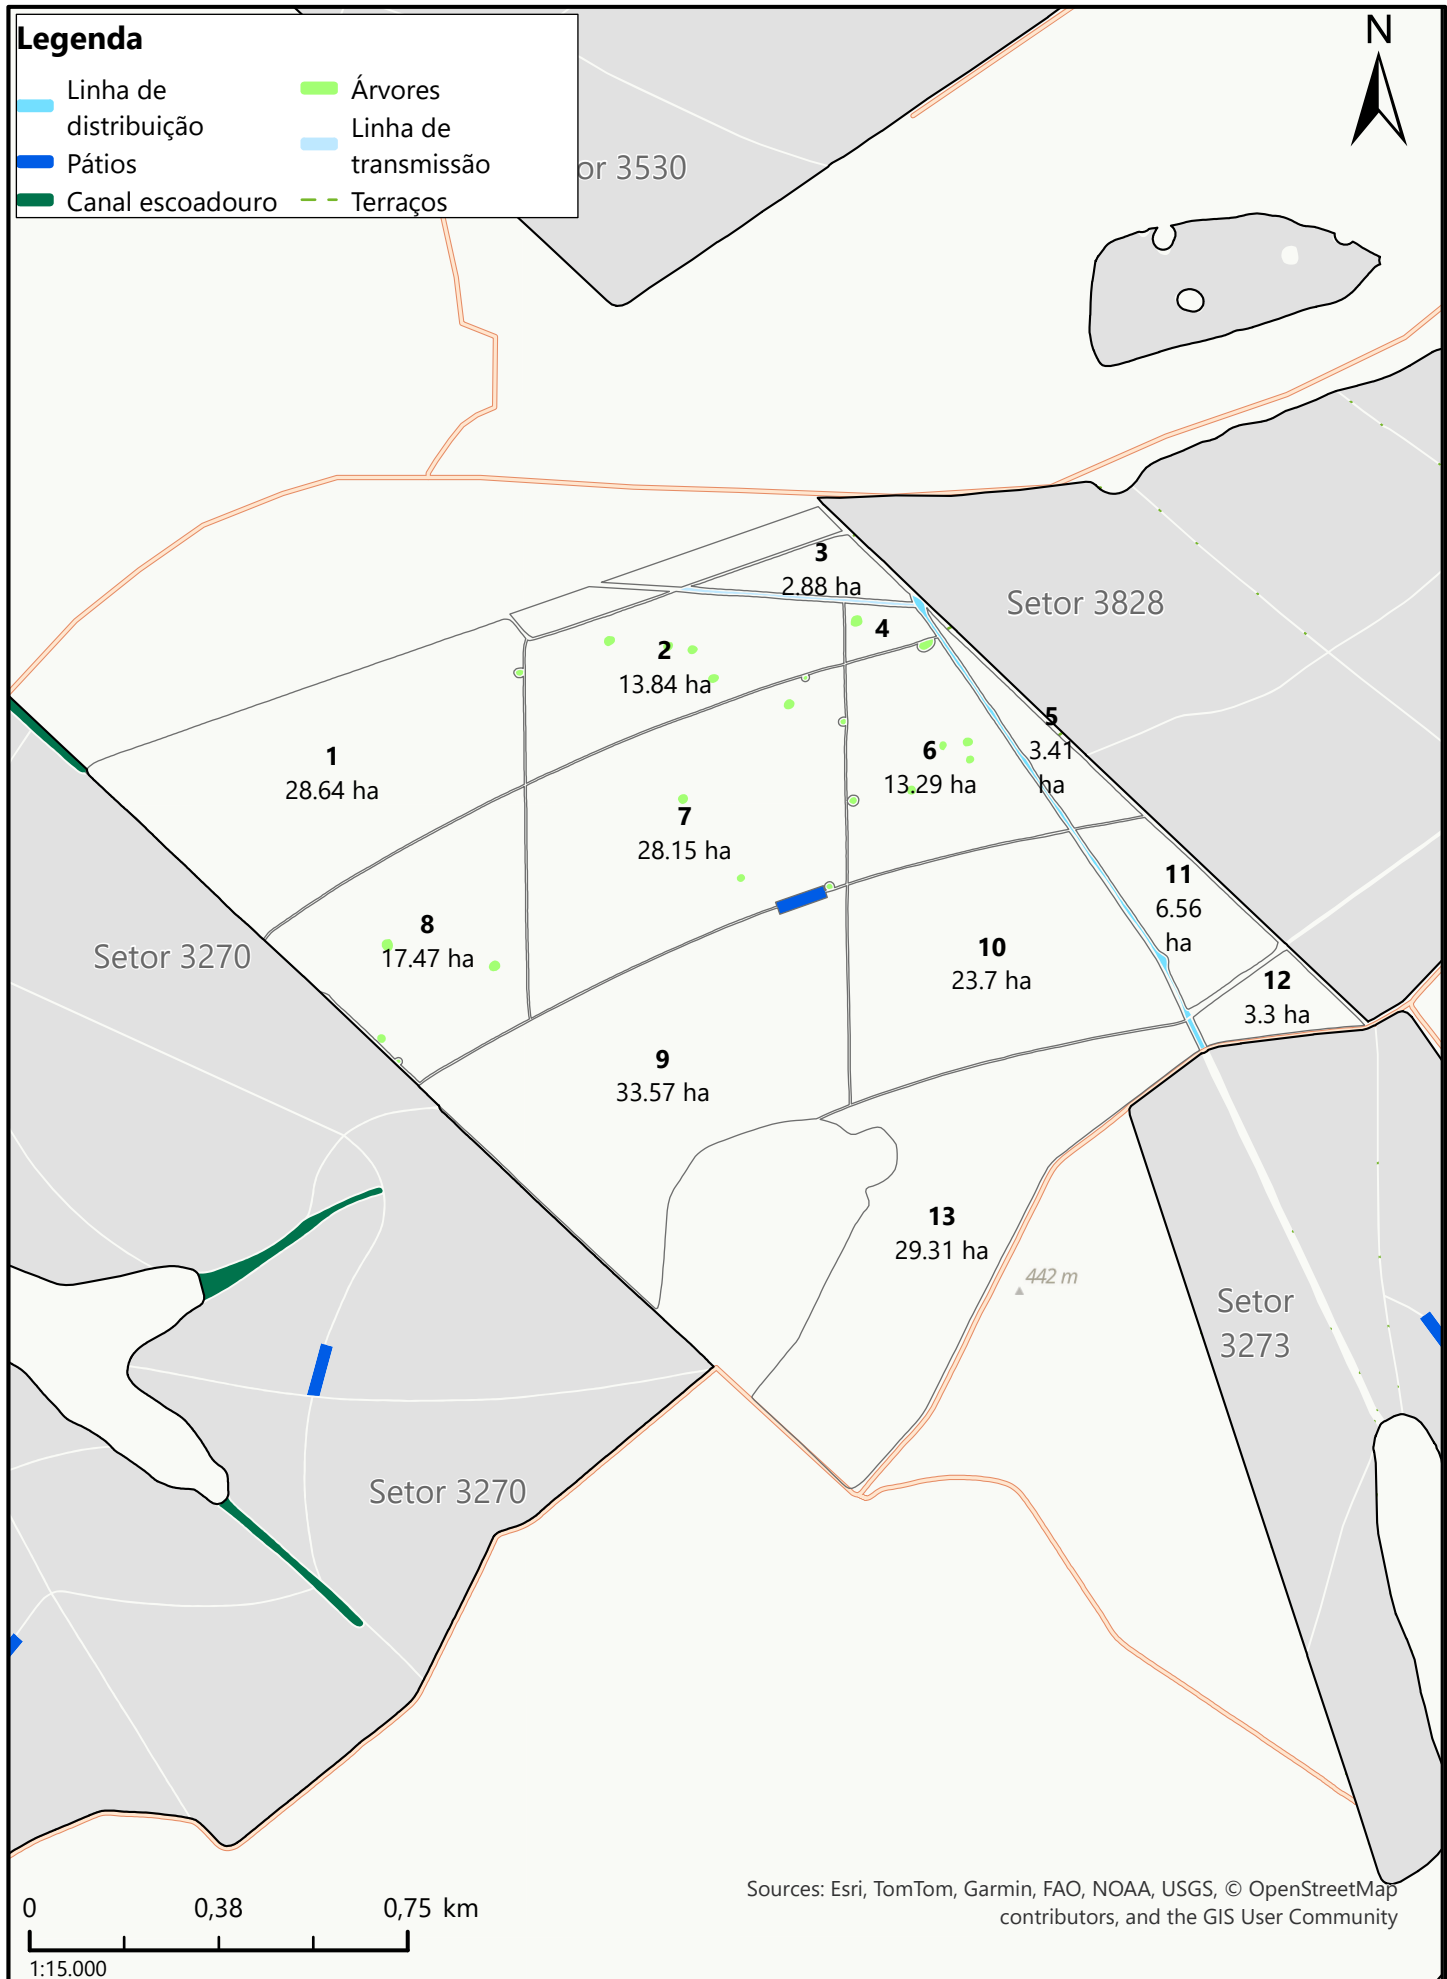 Legenda
Linha de
distribuição
Pátios
Canal escoadouro
Árvores
Linha de
transmissão
Terraços
N
or 3530
3
2.88 ha
Setor 3828
4
2
13.84 ha
5
3.41
ha
1
28.64 ha
6
13.29 ha
7
28.15 ha
11
6.56
ha
8
17.47 ha
Setor 3270
10
23.7 ha
12
3.3 ha
9
33.57 ha
13
29.31 ha
442 m
Setor
3273
Setor 3270
Sources: Esri, TomTom, Garmin, FAO, NOAA, USGS, © OpenStreetMap
contributors, and the GIS User Community
0 0,38 0,75 km
1:15.000